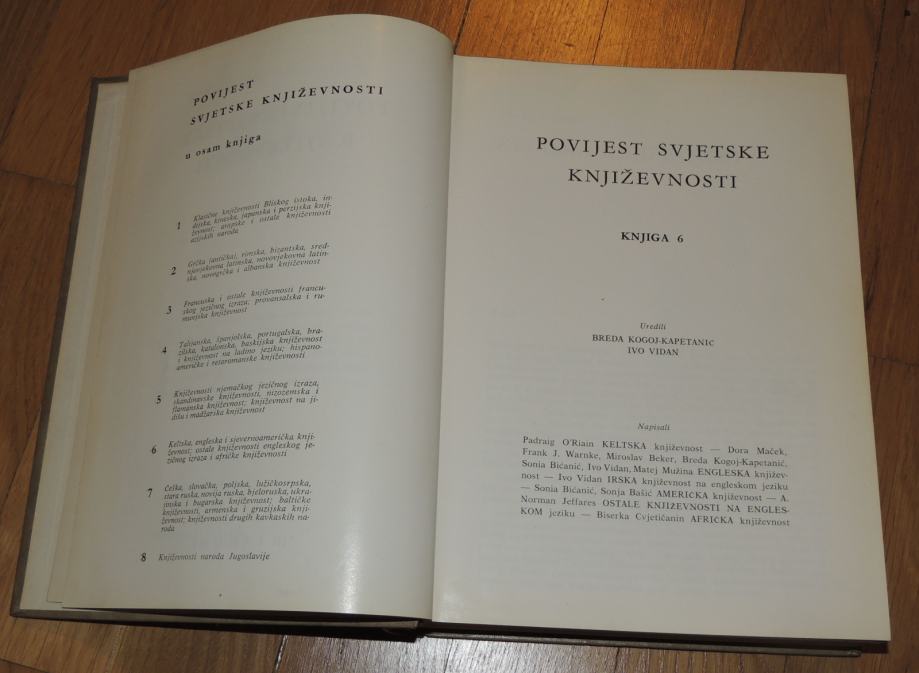 POVIJEST
SVJETSKE KNJIŽEVNOSTI
u osam knjiga
1 Klasične književnosti Bliskog istoka, in-
dijska, kineska, japanska i perzijska knji-
ževnost; arapske i ostale književnosti
azijskih naroda
2 Grčka (antička), rimska, bizantska, sred-
njovjekovna latinska, novovjekovna latin-
ska, novogrčka i albanska književnost
3 Francuska i ostale književnosti francu-
skog jezičnog izraza; provansalska i ru-
munjska književnost
4 Talijanska, španjolska, portugalska, bra-
zilska, katalonska, baskijska književnost
i književnost na ladino jeziku; hispano-
američke i retoromanske književnosti
5 Književnosti njemačkog jezičnog izraza,
skandinavske književnosti, nizozemska i
flamanska književnost; književnost na ji-
dišu i mađarska književnost
6 Keltska, engleska i sjevernoamerička knji-
ževnost; ostale književnosti engleskog je-
zičnog izraza i afričke književnosti
7 Češka, slovačka, poljska, lužičkosrpska,
stara ruska, novija ruska, bjeloruska, ukra-
jinska i bugarska književnost; baltičke
književnosti, armenska i gruzijska knji-
ževnost; književnosti drugih kavkaskih na-
roda
8 Književnosti naroda Jugoslavije
POVIJEST SVJETSKE
KNJIŽEVNOSTI
KNJIGA 6
Uredili
BREDA KOGOJ-KAPETANIĆ
IVO VIDAN
Napisali
Padraig O'Riain KELTSKA književnost — Dora Maček,
Frank J. Warnke, Miroslav Beker, Breda Kogoj-Kapetanić,
Sonia Bićanić, Ivo Vidan, Matej Mužina ENGLESKA književ-
nost — Ivo Vidan IRSKA književnost na engleskom jeziku
— Sonia Bićanić, Sonja Bašić AMERIČKA književnost — A.
Norman Jeffares OSTALE KNJIŽEVNOSTI NA ENGLES-
KOM jeziku — Biserka Cvjetičanin AFRIČKA književnost